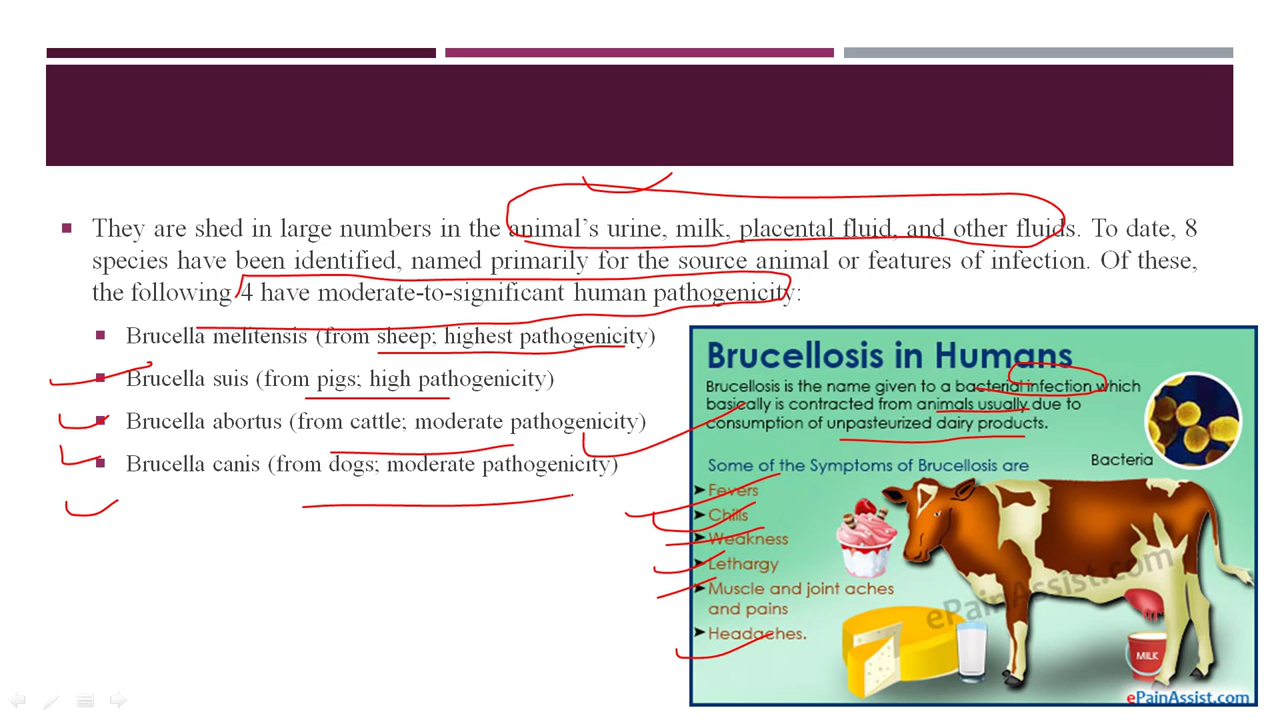 They are shed in large numbers in the animal's urine, milk, placental fluid, and other fluids. To date, 8
species have been identified, named primarily for the source animal or features of infection. Of these,
the following 4 have moderate-to-significant human pathogenicity:
Brucella melitensis (from sheep; highest pathogenicity)
Brucella suis (from pigs; high pathogenicity)
Brucella abortus (from cattle; moderate pathogenicity)
Brucella canis (from dogs; moderate pathogenicity)
Brucellosis in Humans
Brucellosis is the name given to a bacterial infection which
basically is contracted from animals usually due to
consumption of unpasteurized dairy products.
Some of the Symptoms of Brucellosis are
Fevers
Chills
Weakness
Lethargy
Muscle and joint aches
and pains
Headaches.
Bacteria
ePainAssist.com
MILK
ePainAssist.com